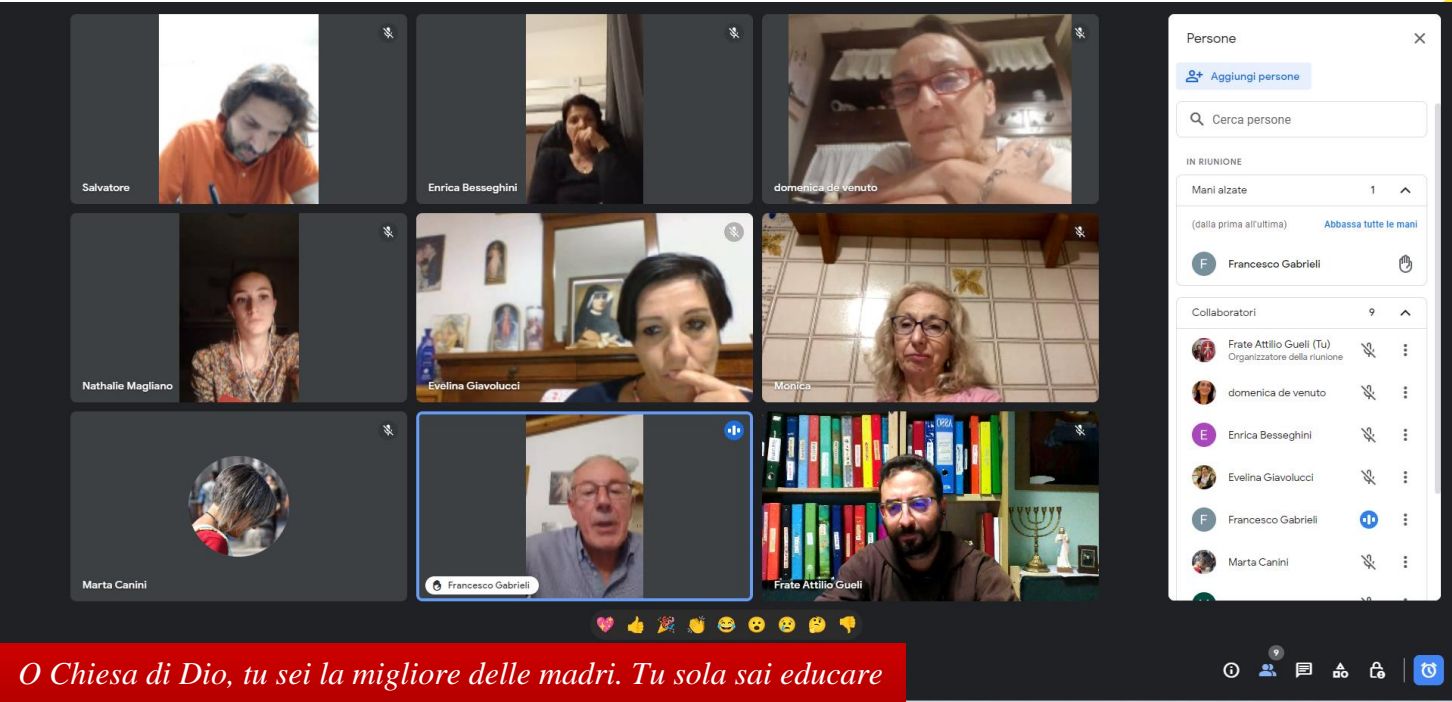 Salvatore
Enrica Besseghini
domenica de venuto
Nathalie Magliano
Evelina Giavolucci
Monica
Marta Canini
Francesco Gabrieli
Frate Attilio Gueli
Persone
Aggiungi persone
Cerca persone
IN RIUNIONE
Mani alzate 1
(dalla prima all'ultima) Abbassa tutte le mani
F Francesco Gabrieli
Collaboratori 9
Frate Attilio Gueli (Tu)
Organizzatore della riunione
domenica de venuto
E Enrica Besseghini
Evelina Giavolucci
F Francesco Gabrieli
Marta Canini
9
O Chiesa di Dio, tu sei la migliore delle madri. Tu sola sai educare